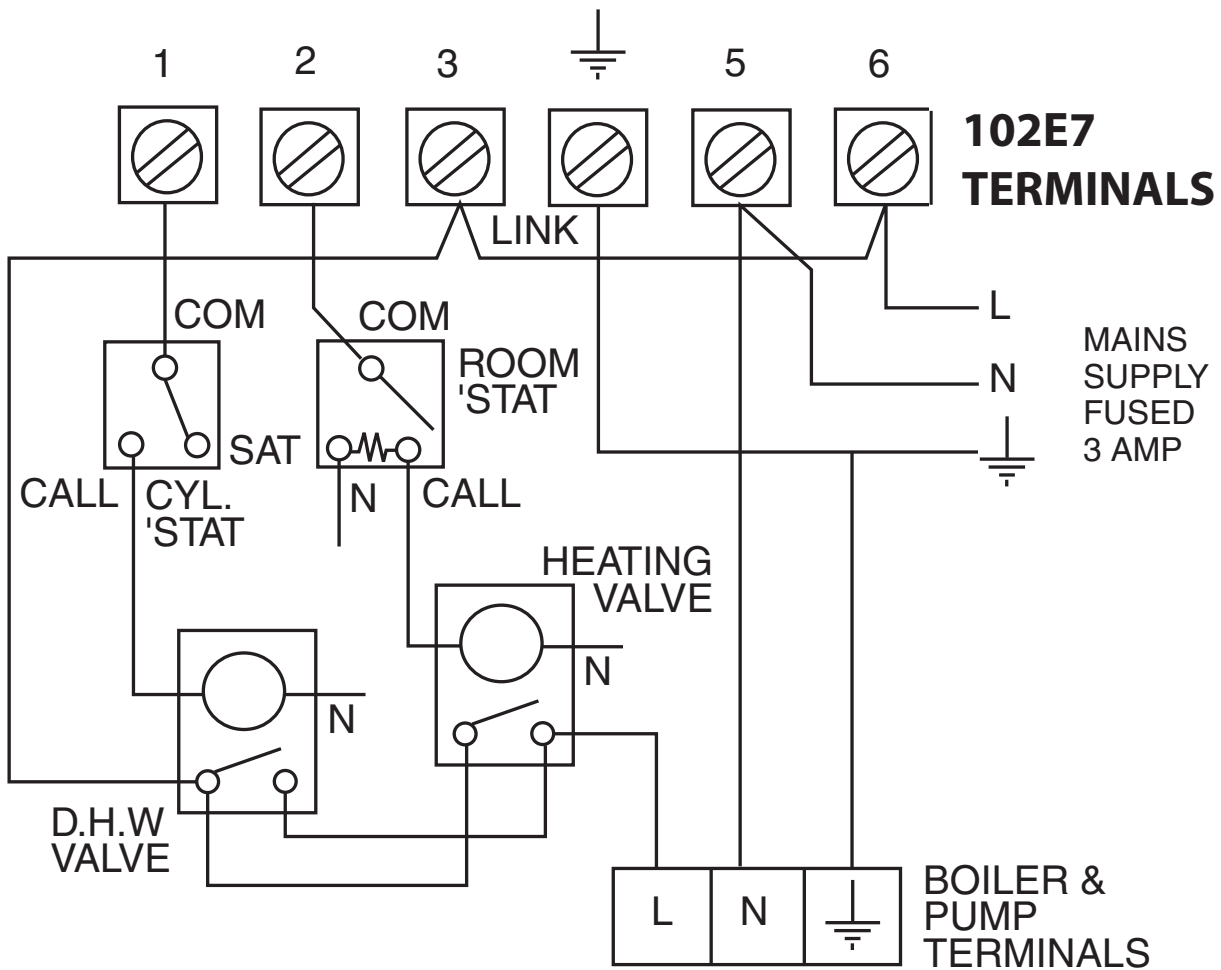 1
2
3
5
6
102E7
TERMINALS
LINK
COM
COM
L
ROOM
'STAT
MAINS
SUPPLY
FUSED
3 AMP
N
SAT
CALL
CYL.
'STAT
N
CALL
HEATING
VALVE
N
N
D.H.W
VALVE
L
N
BOILER &
PUMP
TERMINALS